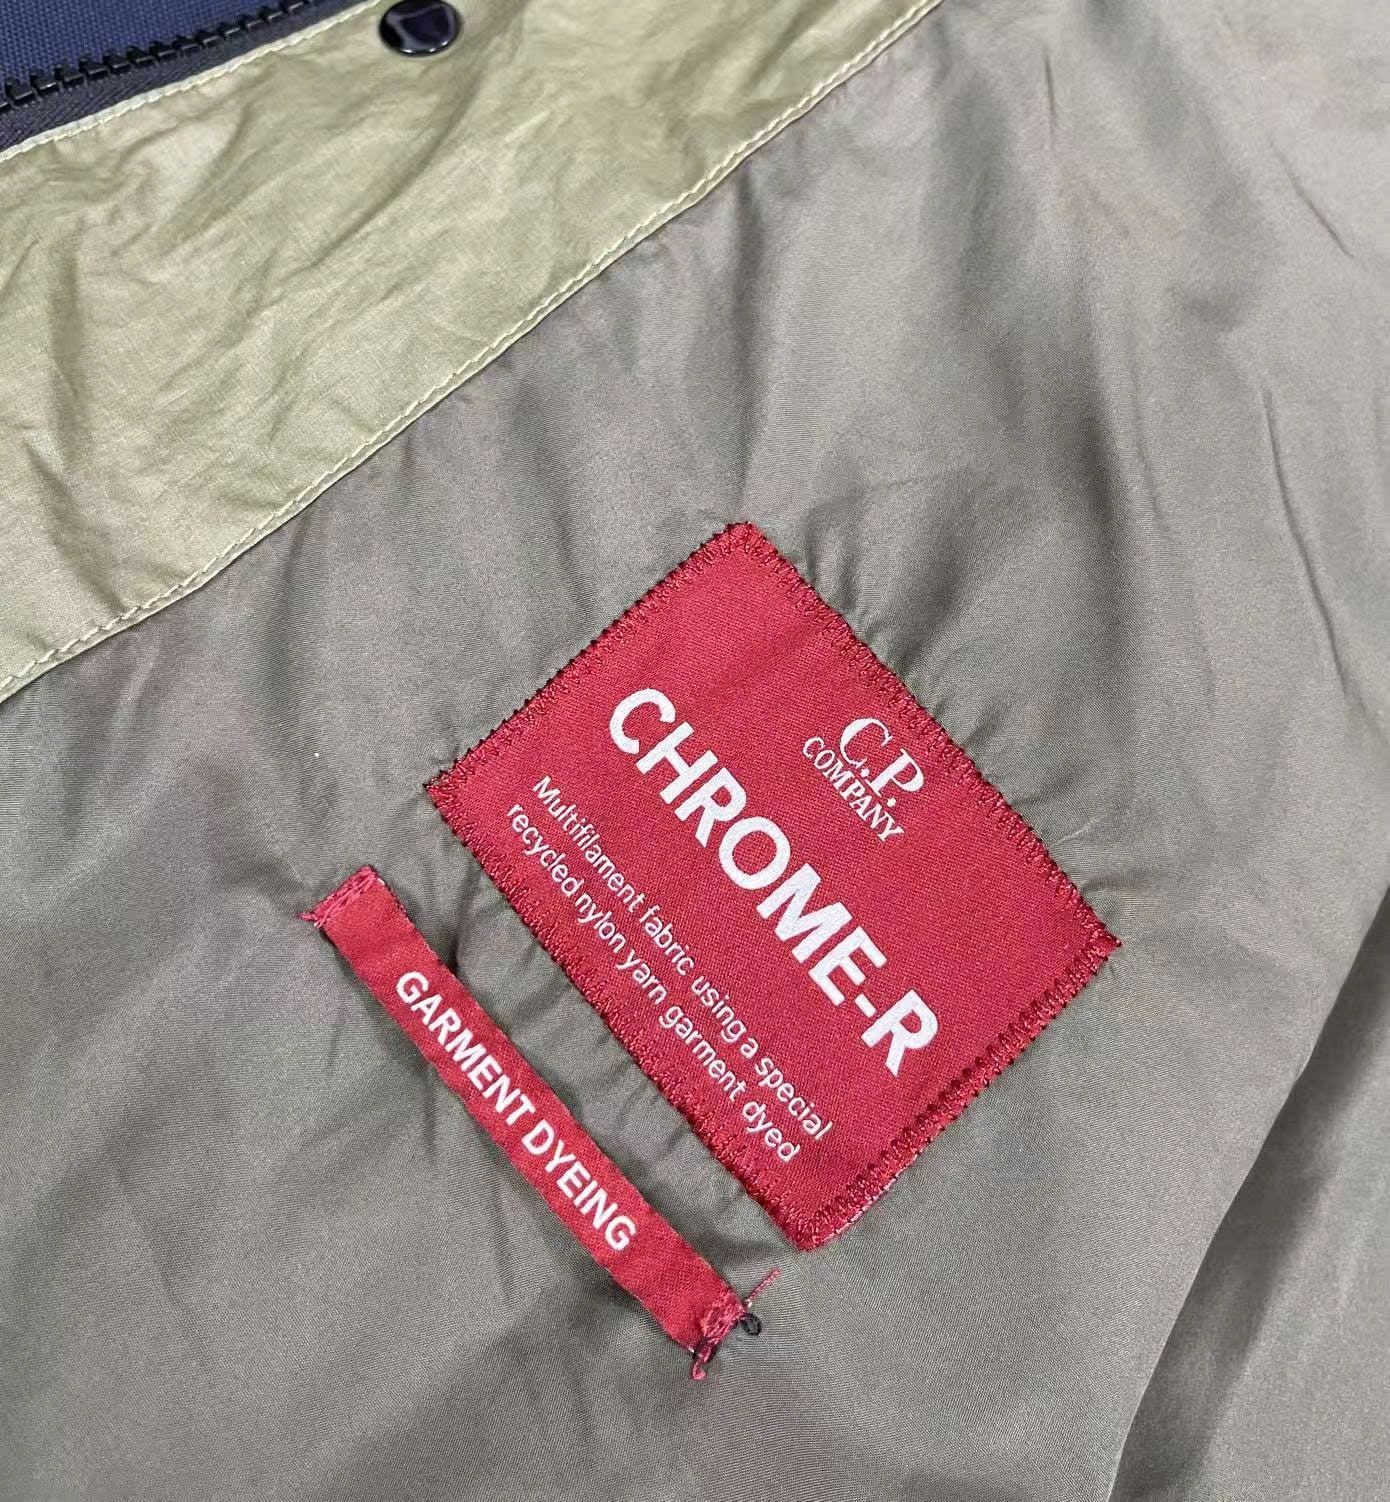 C.P.
COMPANY
CHROME-R
Multifilament fabric using a special
recycled nylon yarn, garment dyed
GARMENT DYEING